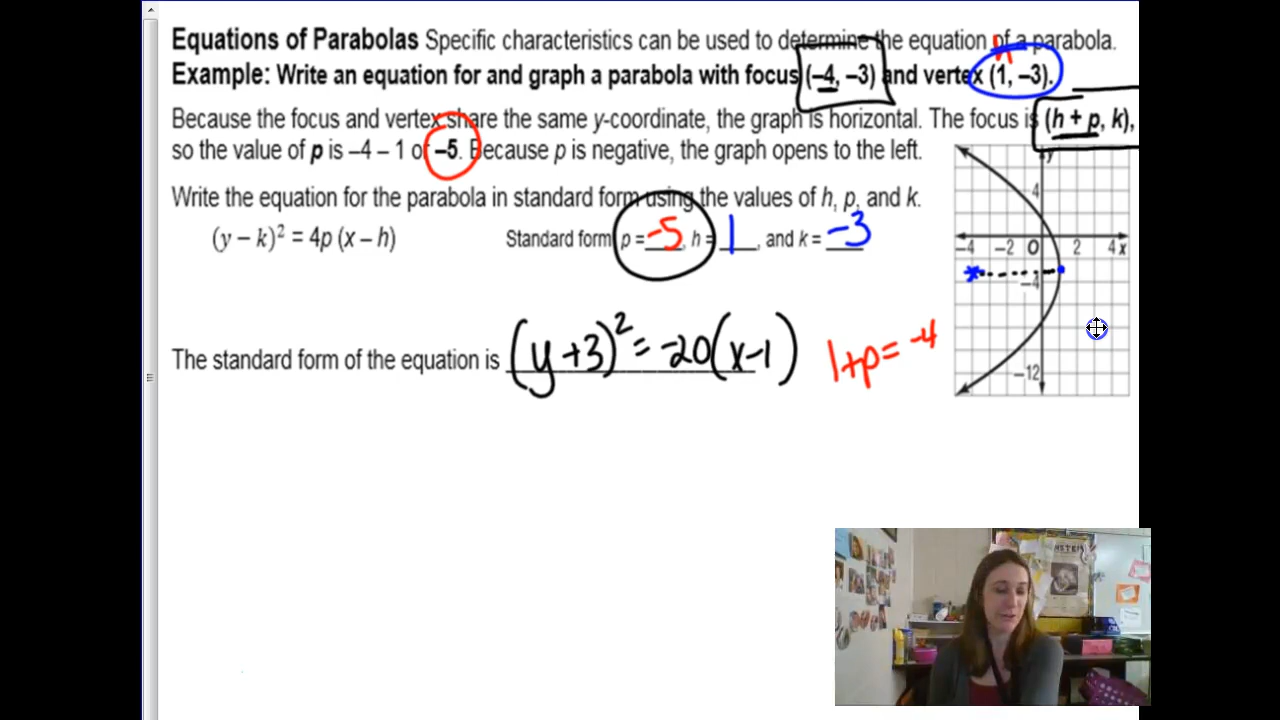 Equations of Parabolas Specific characteristics can be used to determine the equation of a parabola.
h
Example: Write an equation for and graph a parabola with focus (–4, –3) and vertex (1, –3).
Because the focus and vertex share the same y-coordinate, the graph is horizontal. The focus is (h + p, k),
so the value of p is –4 – 1 or –5. Because p is negative, the graph opens to the left.
Write the equation for the parabola in standard form using the values of h, p, and k.
(y – k)² = 4p (x – h) Standard form p = -5, h = 1, and k = -3
The standard form of the equation is (y+3)² = -20(x-1)
1+p = -4
y
4
–4 –2 O 2 4 x
–4
–12